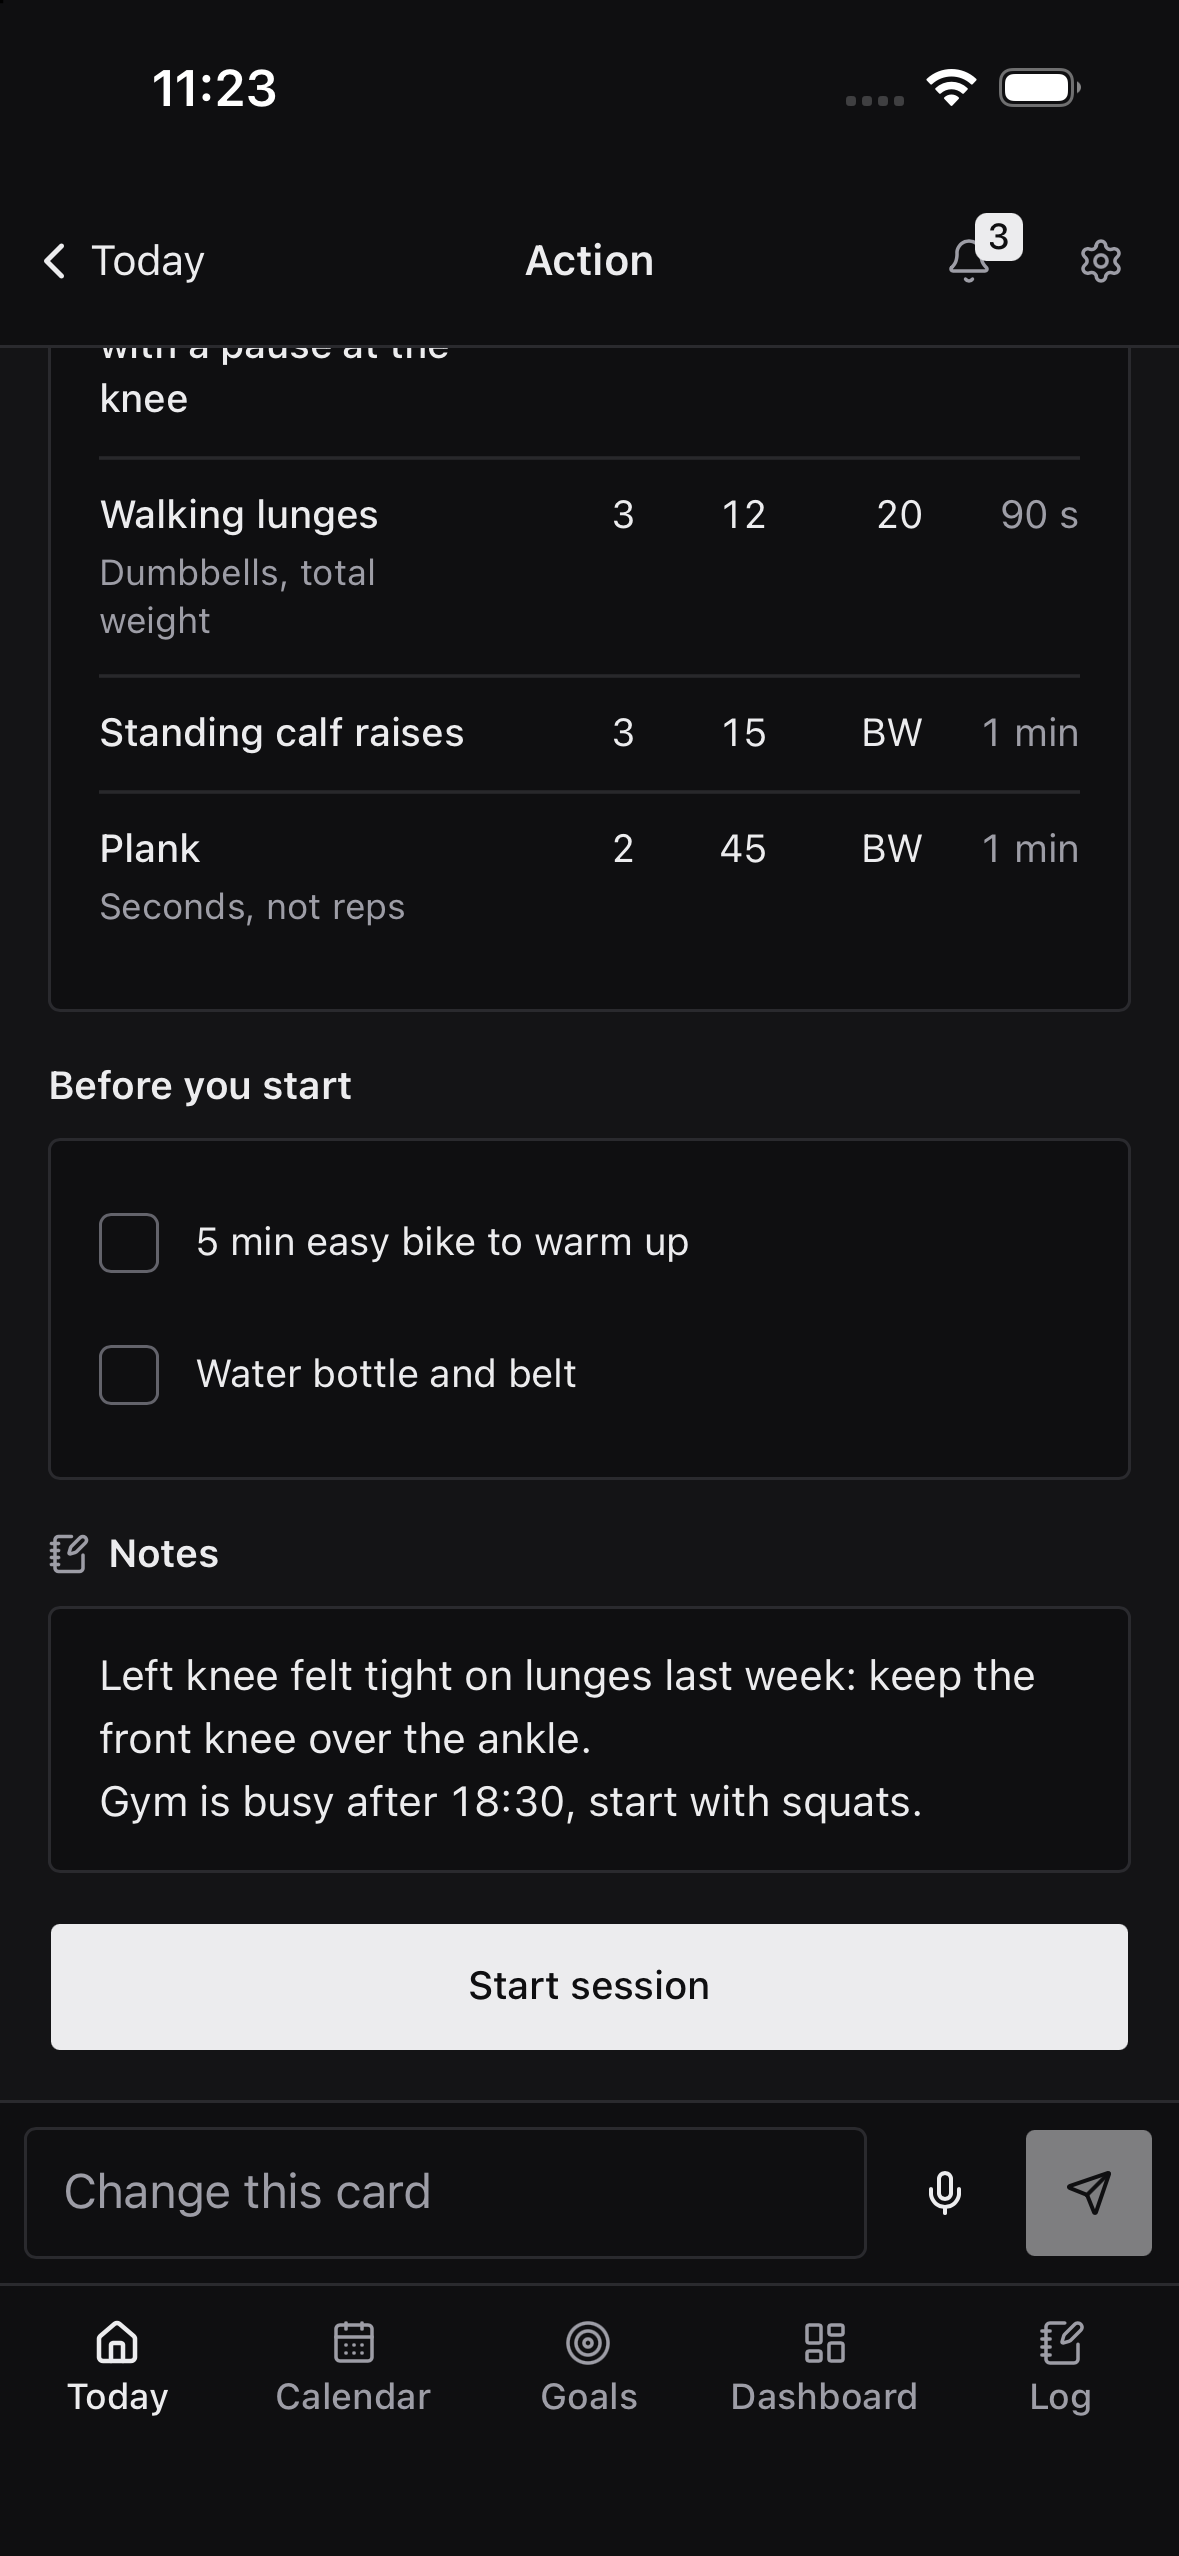 11:23
Today
Action
3
with a pause at the
knee
Walking lunges 3 12 20 90 s
Dumbbells, total
weight
Standing calf raises 3 15 BW 1 min
Plank 2 45 BW 1 min
Seconds, not reps
Before you start
5 min easy bike to warm up
Water bottle and belt
Notes
Left knee felt tight on lunges last week: keep the
front knee over the ankle.
Gym is busy after 18:30, start with squats.
Start session
Change this card
Today Calendar Goals Dashboard Log